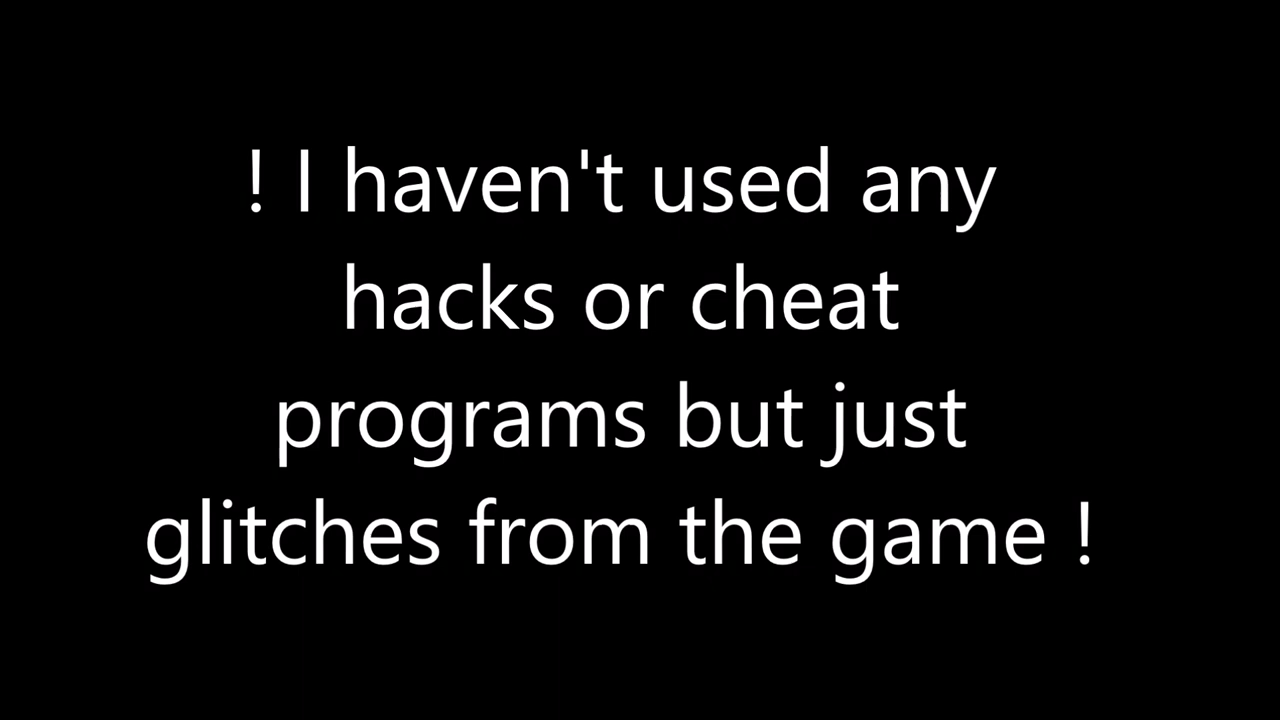 ! I haven't used any
hacks or cheat
programs but just
glitches from the game !